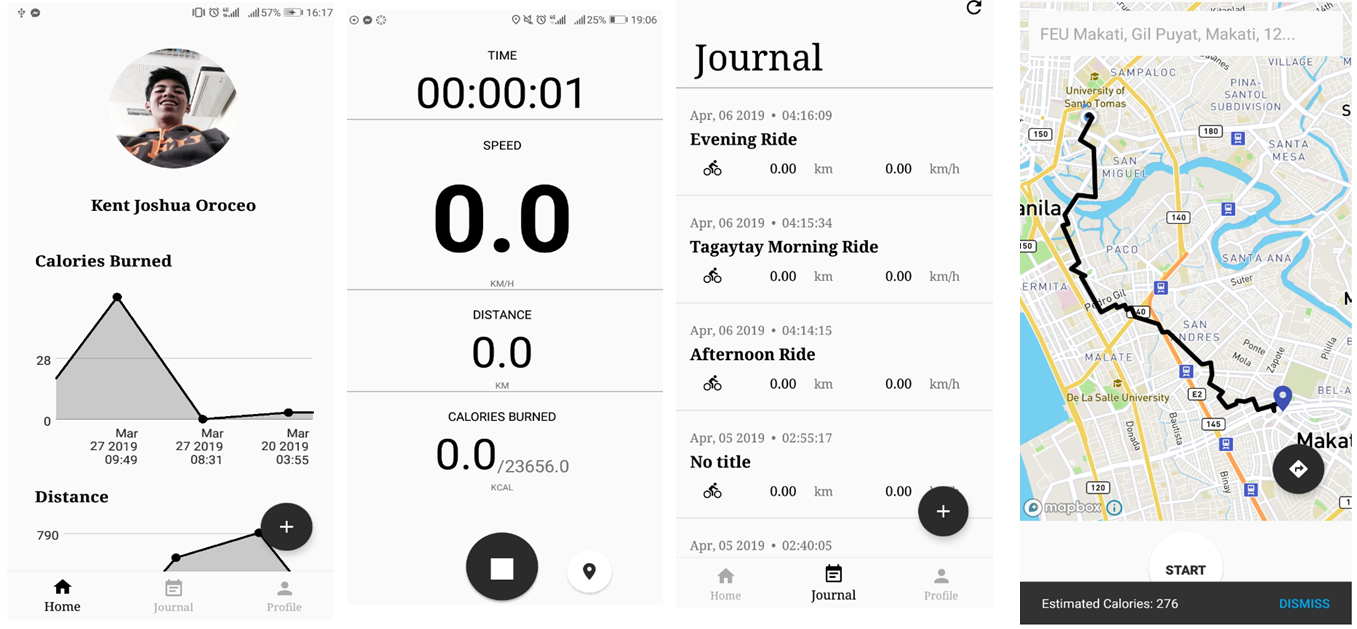 57% 16:17
Kent Joshua Oroceo
Calories Burned
28
0
Mar
27 2019
09:49
Mar
27 2019
08:31
Mar
20 2019
03:55
Distance
790
+
Home
Journal
Profile
25% 19:06
TIME
00:00:01
SPEED
0.0
KM/H
DISTANCE
0.0
KM
CALORIES BURNED
0.0/23656.0
KCAL
Journal
Apr, 06 2019 • 04:16:09
Evening Ride
0.00 km 0.00 km/h
Apr, 06 2019 • 04:15:34
Tagaytay Morning Ride
0.00 km 0.00 km/h
Apr, 06 2019 • 04:14:15
Afternoon Ride
0.00 km 0.00 km/h
Apr, 05 2019 • 02:55:17
No title
0.00 km 0.00
+
Apr, 05 2019 • 02:40:05
Home
Journal
Profile
FEU Makati, Gil Puyat, Makati, 12...
VILLAGE
SAMPALOC
University of
Santo Tomas
PINA-
SANTOL
SUBDIVISION
150
180
SANTA
MESA
SAN
MIGUEL
anila
140
150
PACO
SANTA ANA
Suter
ERMITA
Pedro Gil
40
SAN
ANDRES
Ponte
Mola
Zapote
Pililla
MALATE
De La Salle University
E2
BEL-A
145
Donada
Bautista
Makat
Binay
120
mapbox
START
Estimated Calories: 276 DISMISS